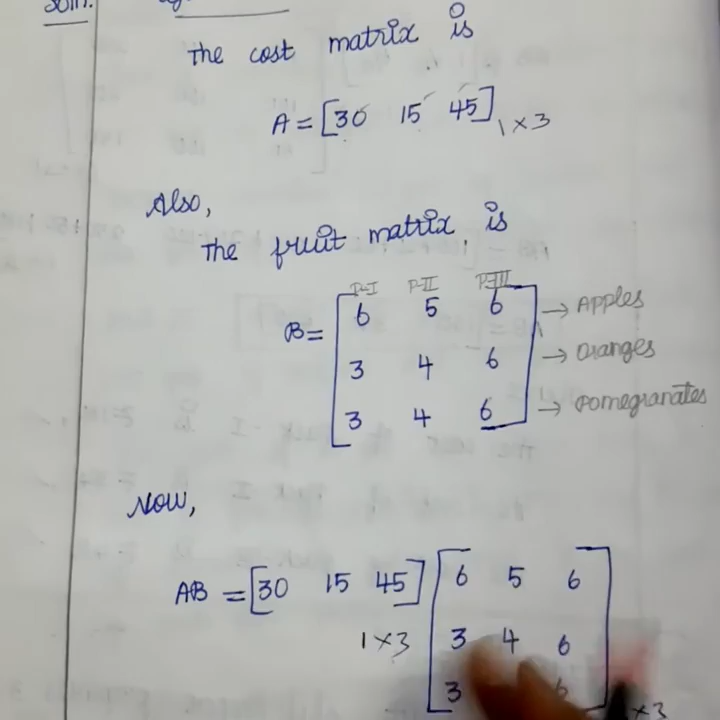 Soln.
The cost matrix is
A = [30 15 45] 1×3
Also,
The fruit matrix, is
P-I P-II P-III
B = [6 5 6 → Apples
3 4 6 → Oranges
3 4 6] → Pomegranates
Now,
AB = [30 15 45] [6 5 6
1×3 3 4 6
3 6] ×3